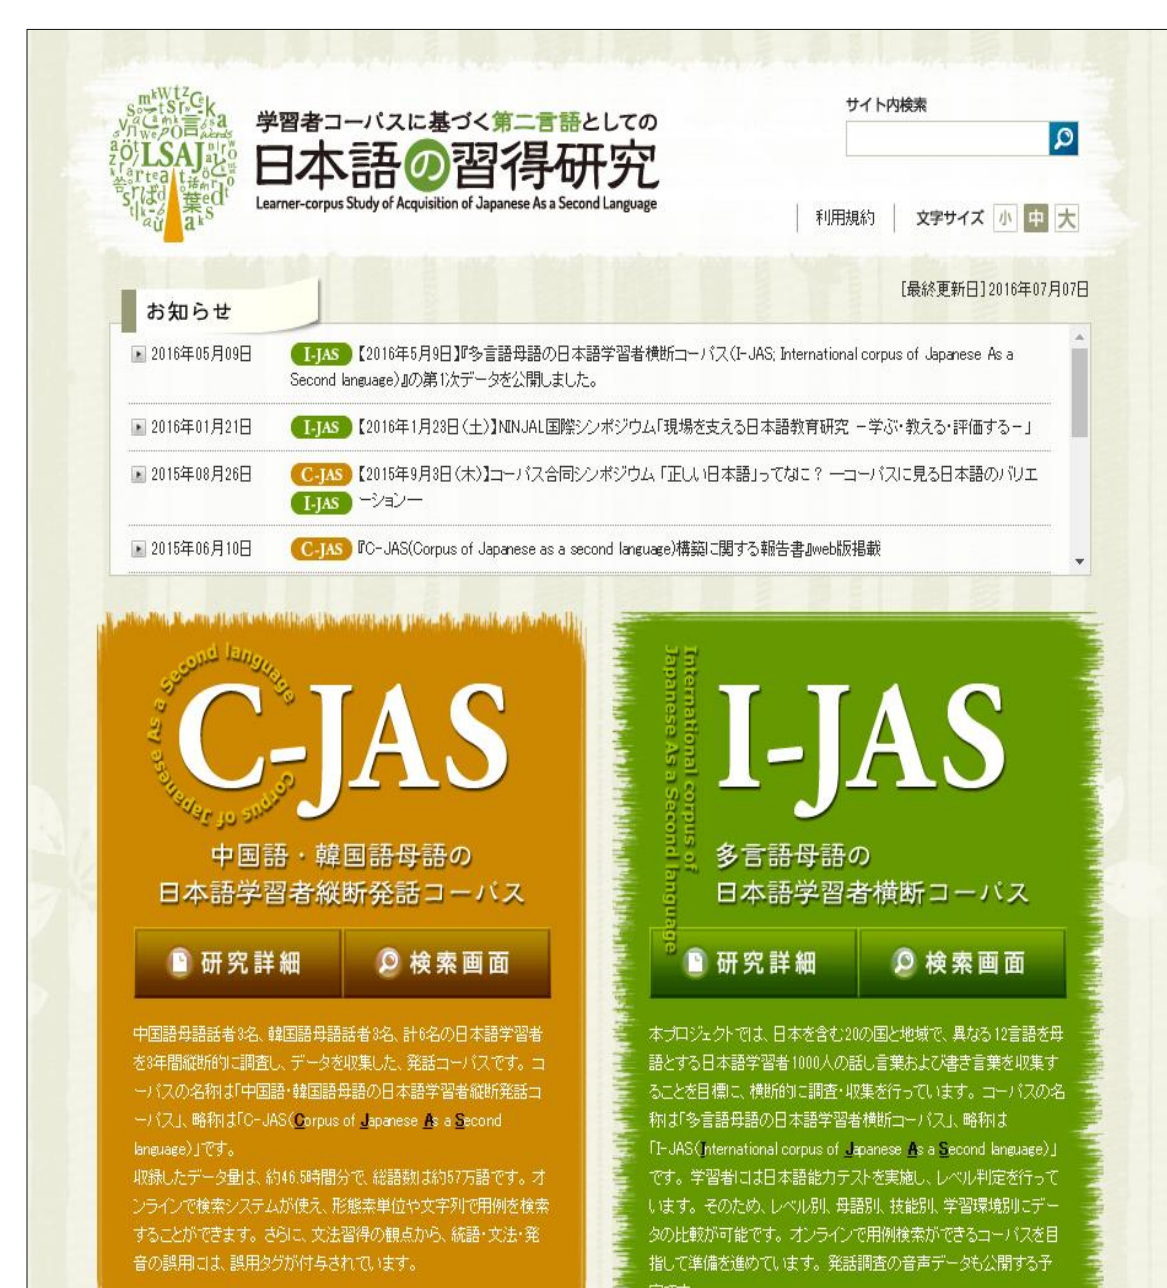 LSAJ
学習者コーパスに基づく第二言語としての
日本語の習得研究
Learner-corpus Study of Acquisition of Japanese As a Second Language
サイト内検索
利用規約 文字サイズ 小 中 大
[最終更新日]2016年07月07日
お知らせ
2016年05月09日 I-JAS 【2016年5月9日】『多言語母語の日本語学習者横断コーパス(I-JAS; International corpus of Japanese As a
Second language)』の第1次データを公開しました。
2016年01月21日 I-JAS 【2016年1月23日(土)】NINJAL国際シンポジウム「現場を支える日本語教育研究 -学ぶ・教える・評価する-」
2015年08月26日 C-JAS 【2015年9月3日(木)】コーパス合同シンポジウム 「正しい日本語」ってなに? ―コーパスに見る日本語のバリエ
I-JAS ーション―
2015年06月10日 C-JAS 『C-JAS(Corpus of Japanese as a second language)構築に関する報告書』web版掲載
Corpus of Japanese As a Second language
C-JAS
中国語・韓国語母語の
日本語学習者縦断発話コーパス
研究詳細 検索画面
中国語母語話者3名、韓国語母語話者3名、計6名の日本語学習者
を3年間縦断的に調査し、データを収集した、発話コーパスです。コ
ーパスの名称は「中国語・韓国語母語の日本語学習者縦断発話コ
ーパス」、略称は「C-JAS(Corpus of Japanese As a Second
language)」です。
収録したデータ量は、約46.5時間分で、総語数は約57万語です。オ
ンラインで検索システムが使え、形態素単位や文字列で用例を検索
することができます。さらに、文法習得の観点から、統語・文法・発
音の誤用には、誤用タグが付与されています。
International corpus of
Japanese As a Second language
I-JAS
多言語母語の
日本語学習者横断コーパス
研究詳細 検索画面
本プロジェクトでは、日本を含む20の国と地域で、異なる12言語を母
語とする日本語学習者1000人の話し言葉および書き言葉を収集す
ることを目標に、横断的に調査・収集を行っています。コーパスの名
称は「多言語母語の日本語学習者横断コーパス」、略称は
「I-JAS(International corpus of Japanese As a Second language)」
です。学習者には日本語能力テストを実施し、レベル判定を行って
います。そのため、レベル別、母語別、技能別、学習環境別にデー
タの比較が可能です。オンラインで用例検索ができるコーパスを目
指して準備を進めています。発話調査の音声データも公開する予